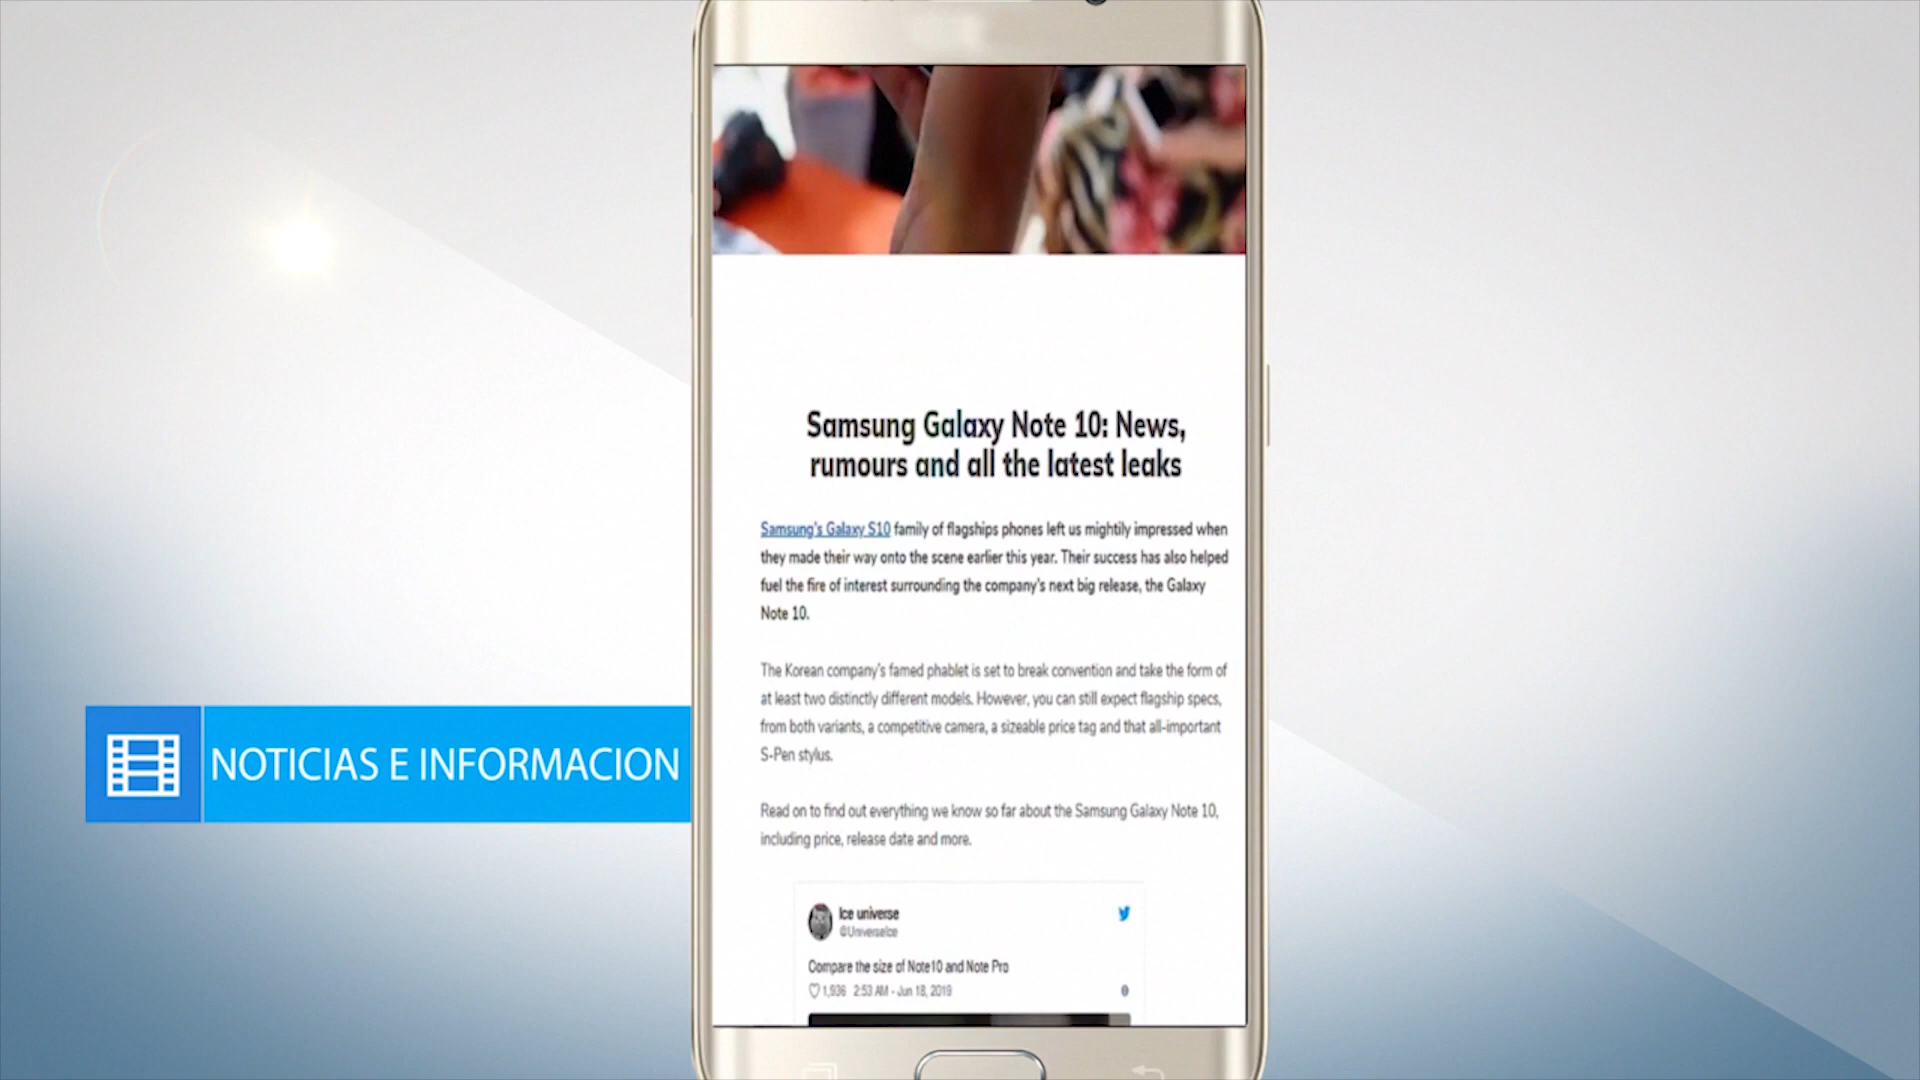 Samsung Galaxy Note 10: News,
rumours and all the latest leaks
Samsung's Galaxy S10 family of flagships phones left us mightily impressed when
they made their way onto the scene earlier this year. Their success has also helped
fuel the fire of interest surrounding the company's next big release, the Galaxy
Note 10.
The Korean company's famed phablet is set to break convention and take the form of
at least two distinctly different models. However, you can still expect flagship specs,
from both variants, a competitive camera, a sizeable price tag and that all-important
S-Pen stylus.
NOTICIAS E INFORMACION
Read on to find out everything we know so far about the Samsung Galaxy Note 10,
including price, release date and more.
Ice universe
@UniverseIce
Compare the size of Note10 and Note Pro
1,936 2:53 AM - Jun 18, 2019